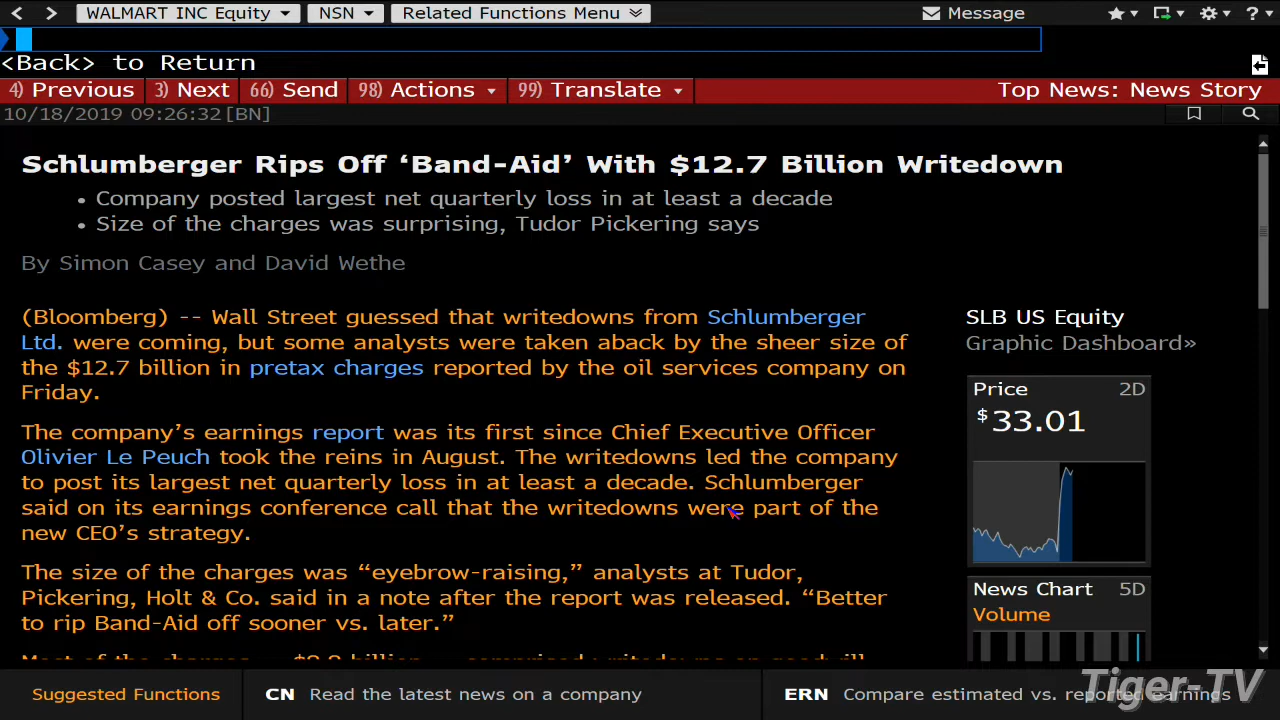 WALMART INC Equity NSN Related Functions Menu Message ?
<Back> to Return
4) Previous 3) Next 66) Send 98) Actions 99) Translate Top News: News Story
10/18/2019 09:26:32 [BN]
Schlumberger Rips Off ‘Band-Aid’ With $12.7 Billion Writedown
• Company posted largest net quarterly loss in at least a decade
• Size of the charges was surprising, Tudor Pickering says
By Simon Casey and David Wethe
(Bloomberg) -- Wall Street guessed that writedowns from Schlumberger
Ltd. were coming, but some analysts were taken aback by the sheer size of
the $12.7 billion in pretax charges reported by the oil services company on
Friday.
The company’s earnings report was its first since Chief Executive Officer
Olivier Le Peuch took the reins in August. The writedowns led the company
to post its largest net quarterly loss in at least a decade. Schlumberger
said on its earnings conference call that the writedowns were part of the
new CEO’s strategy.
The size of the charges was “eyebrow-raising,” analysts at Tudor,
Pickering, Holt & Co. said in a note after the report was released. “Better
to rip Band-Aid off sooner vs. later.”
SLB US Equity
Graphic Dashboard»
Price 2D
$33.01
News Chart 5D
Volume
Suggested Functions CN Read the latest news on a company ERN Compare estimated vs. reported earnings
Tiger-TV